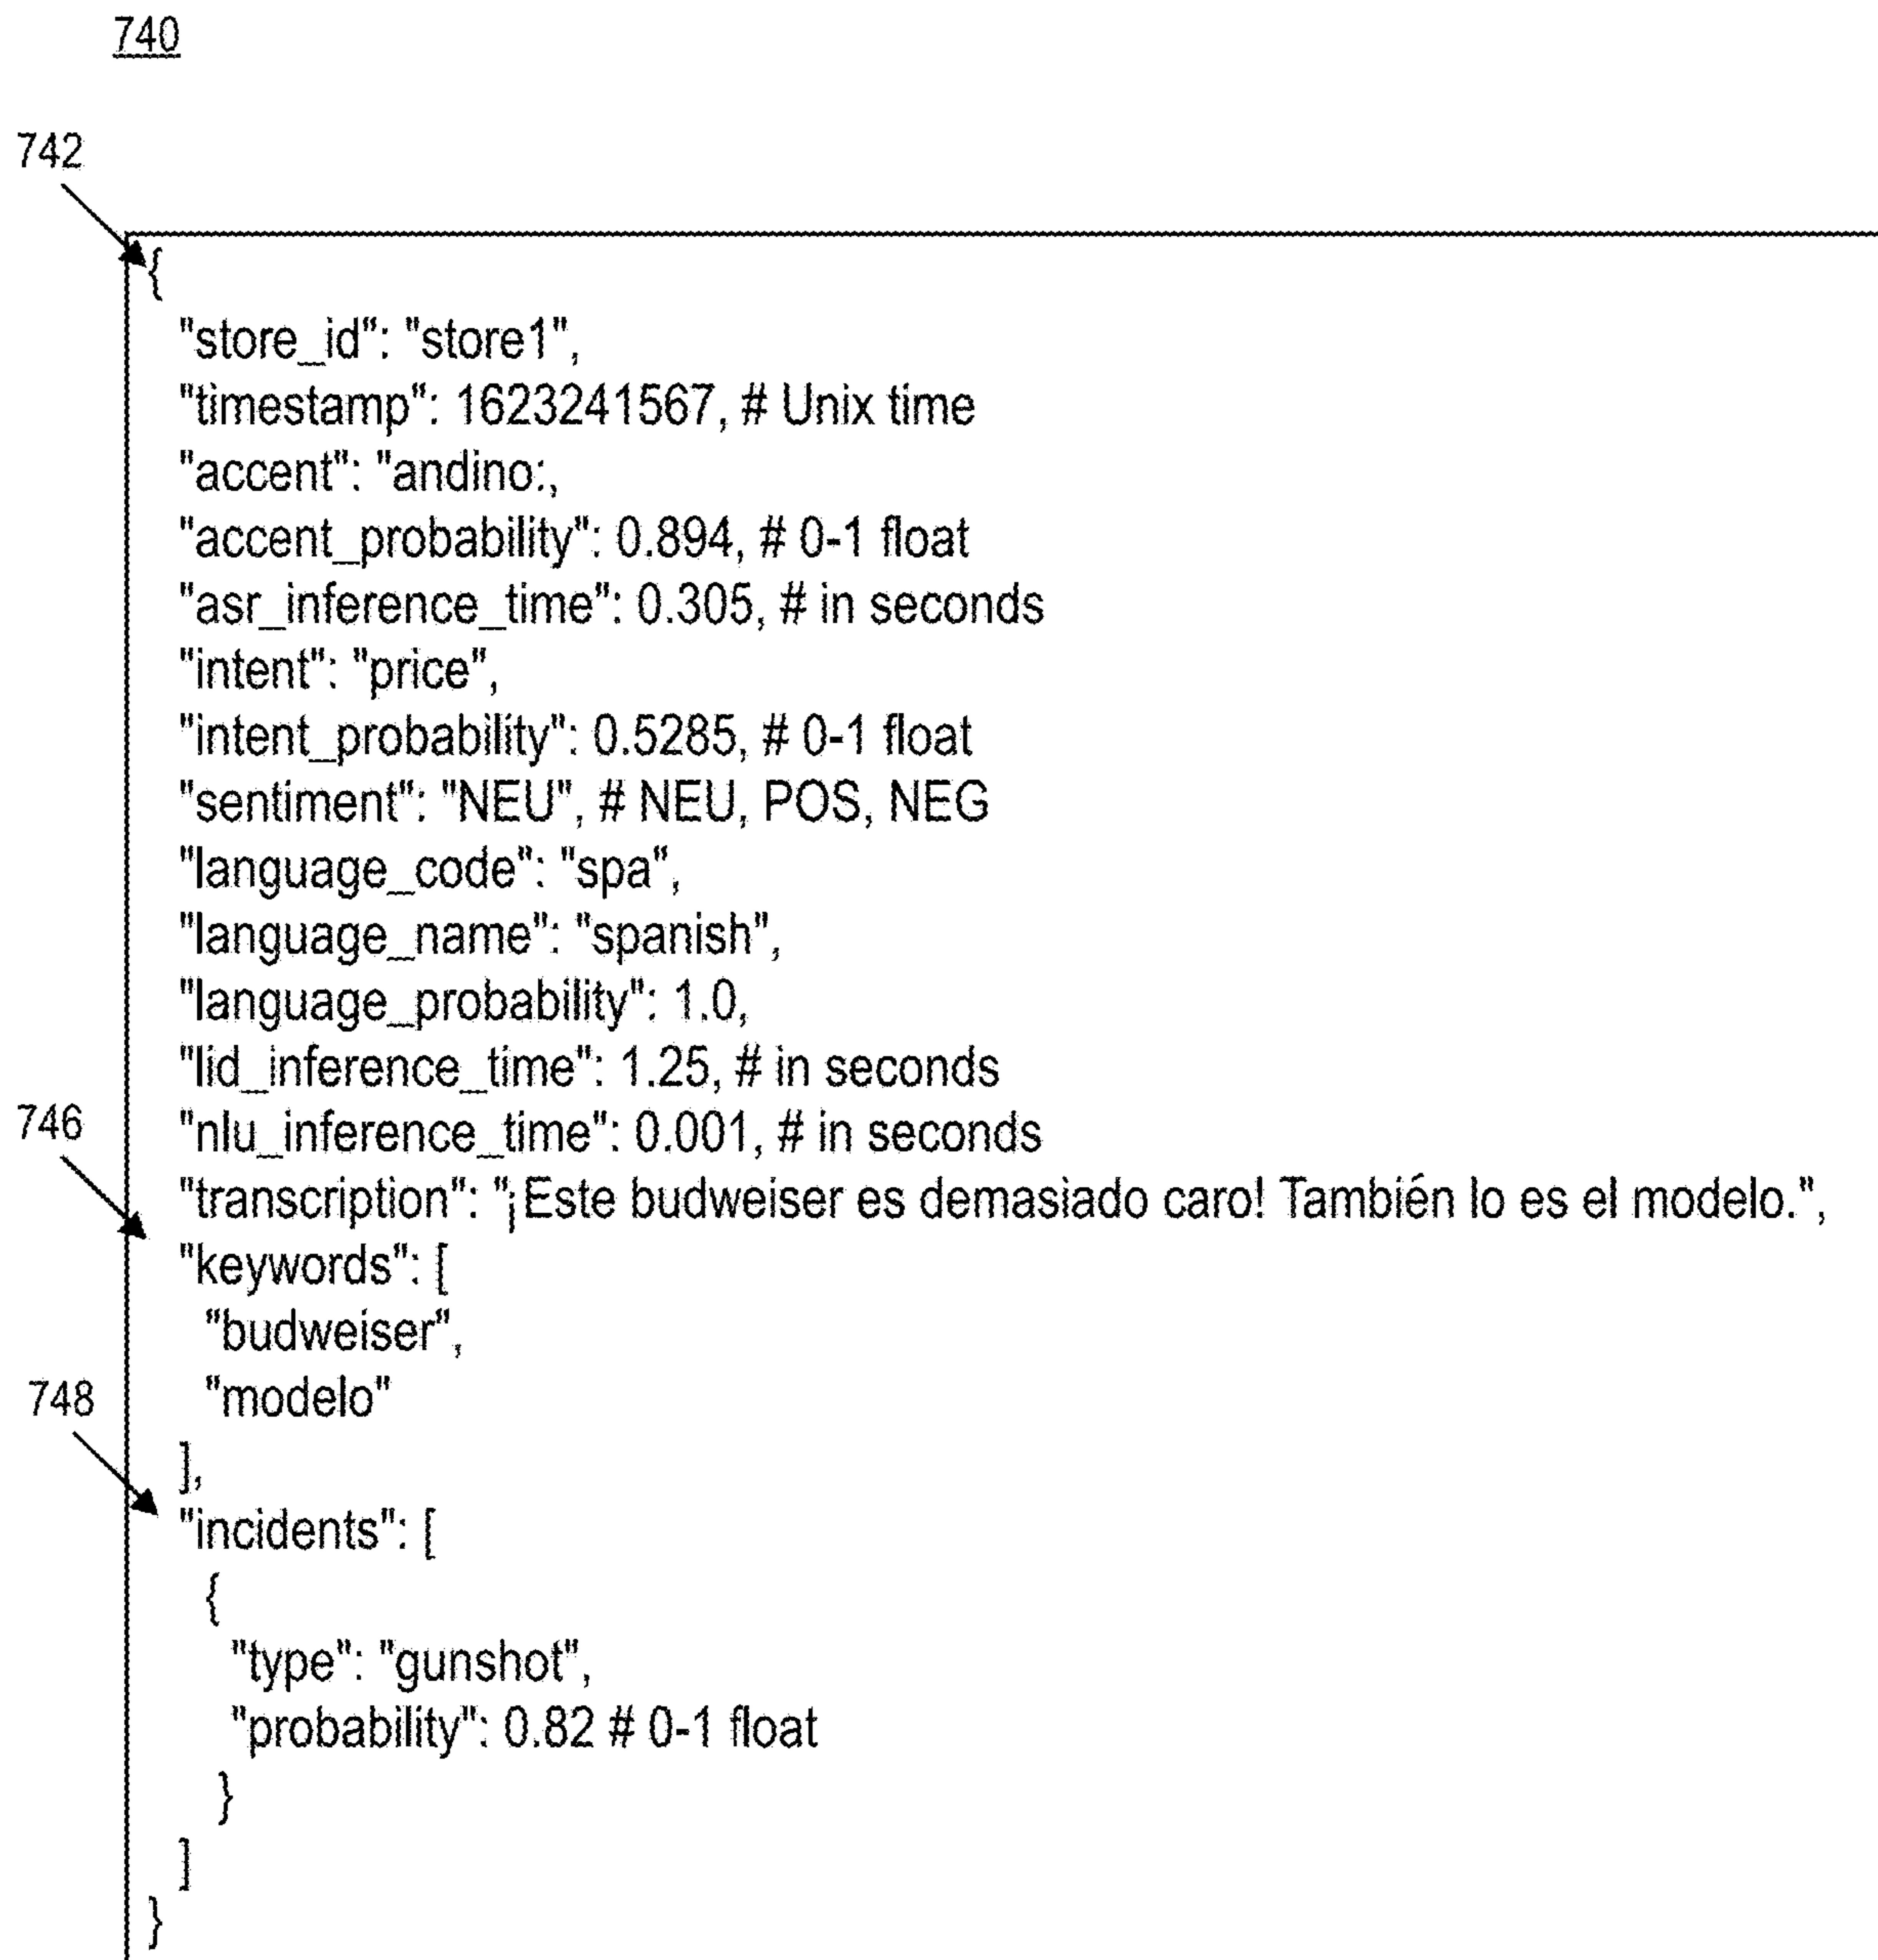 740
742
{
"store_id": "store1",
"timestamp": 1623241567, # Unix time
"accent": "andino:,
"accent_probability": 0.894, # 0-1 float
"asr_inference_time": 0.305, # in seconds
"intent": "price",
"intent_probability": 0.5285, # 0-1 float
"sentiment": "NEU", # NEU, POS, NEG
"language_code": "spa",
"language_name": "spanish",
"language_probability": 1.0,
"lid_inference_time": 1.25, # in seconds
746
"nlu_inference_time": 0.001, # in seconds
"transcription": "¡Este budweiser es demasiado caro! También lo es el modelo.",
"keywords": [
"budweiser",
748
"modelo"
],
"incidents": [
{
"type": "gunshot",
"probability": 0.82 # 0-1 float
}
]
}